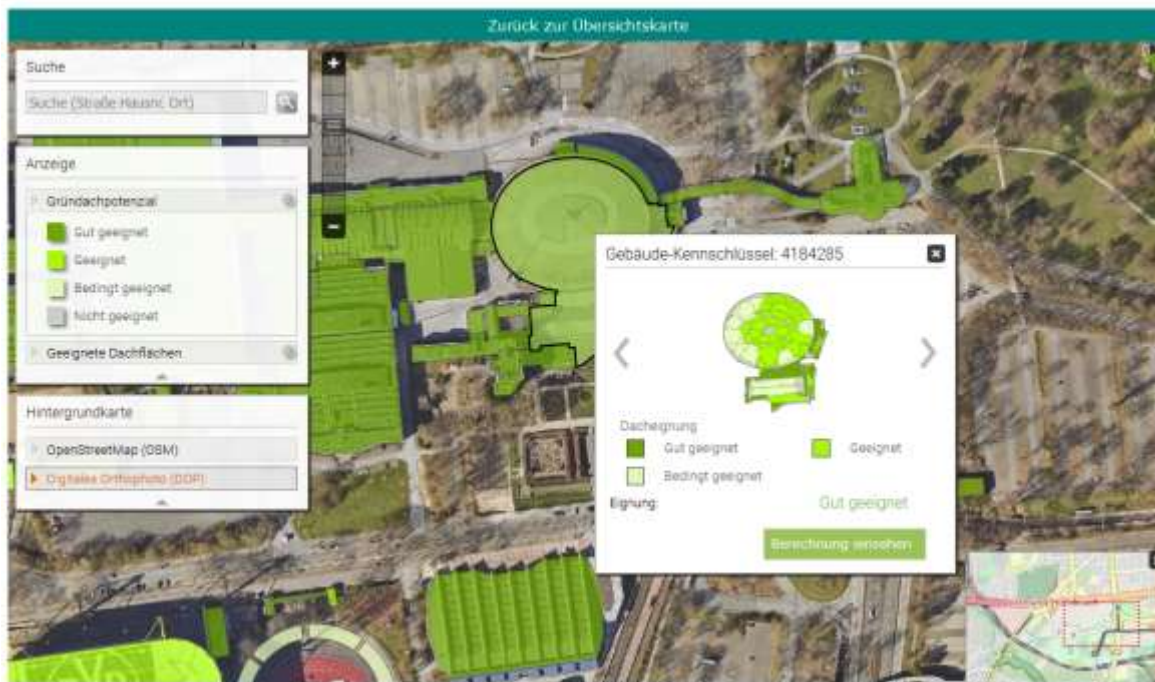 Zurück zur Übersichtskarte
Suche
Suche (Straße Hausnr. Ort)
Anzeige
Gründachpotenzial
Gut geeignet
Geeignet
Bedingt geeignet
Nicht geeignet
Geeignete Dachflächen
Hintergrundkarte
OpenStreetMap (OSM)
Digitales Orthophoto (DOP)
Gebäude-Kennschlüssel: 4184285
Dacheignung
Gut geeignet
Geeignet
Bedingt geeignet
Eignung:
Gut geeignet
Berechnung ansehen